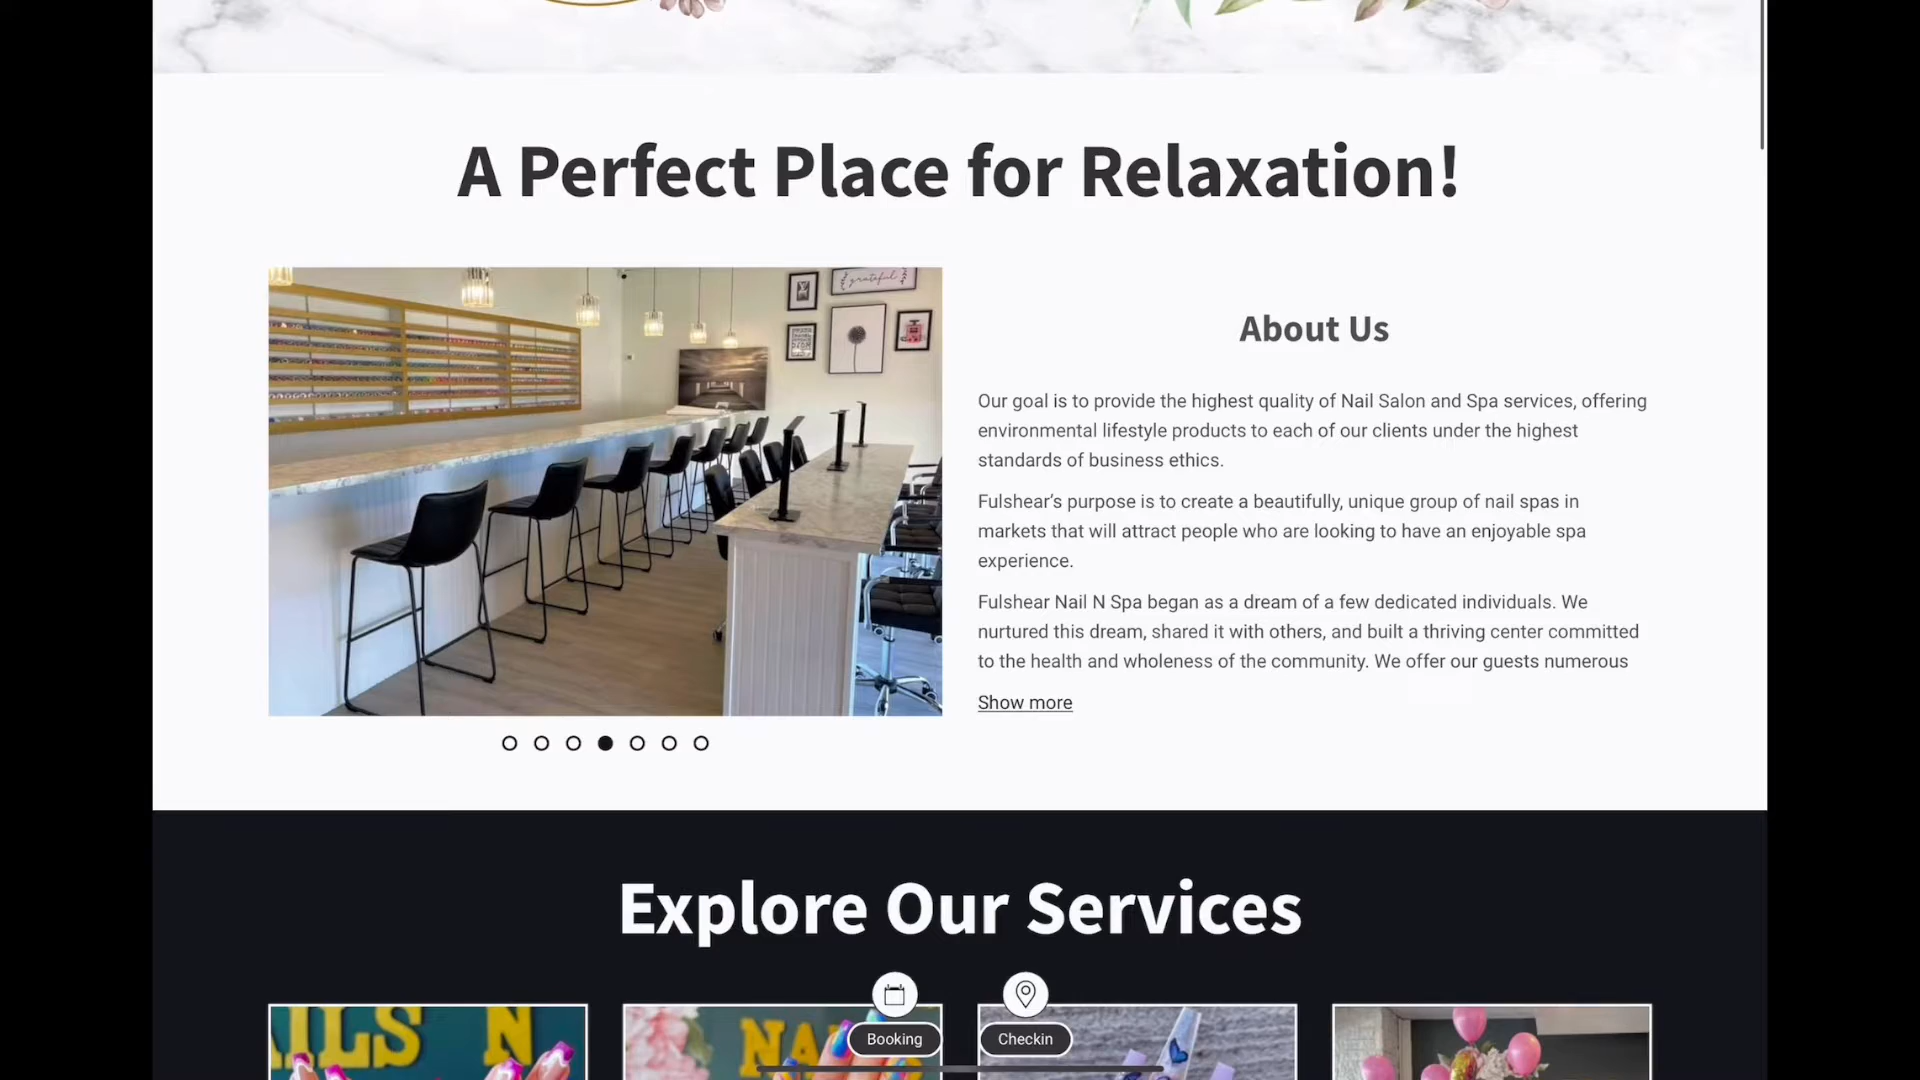 A Perfect Place for Relaxation!
grateful
About Us
Our goal is to provide the highest quality of Nail Salon and Spa services, offering
environmental lifestyle products to each of our clients under the highest
standards of business ethics.
Fulshear’s purpose is to create a beautifully, unique group of nail spas in
markets that will attract people who are looking to have an enjoyable spa
experience.
Fulshear Nail N Spa began as a dream of a few dedicated individuals. We
nurtured this dream, shared it with others, and built a thriving center committed
to the health and wholeness of the community. We offer our guests numerous
Show more
Explore Our Services
Booking
Checkin